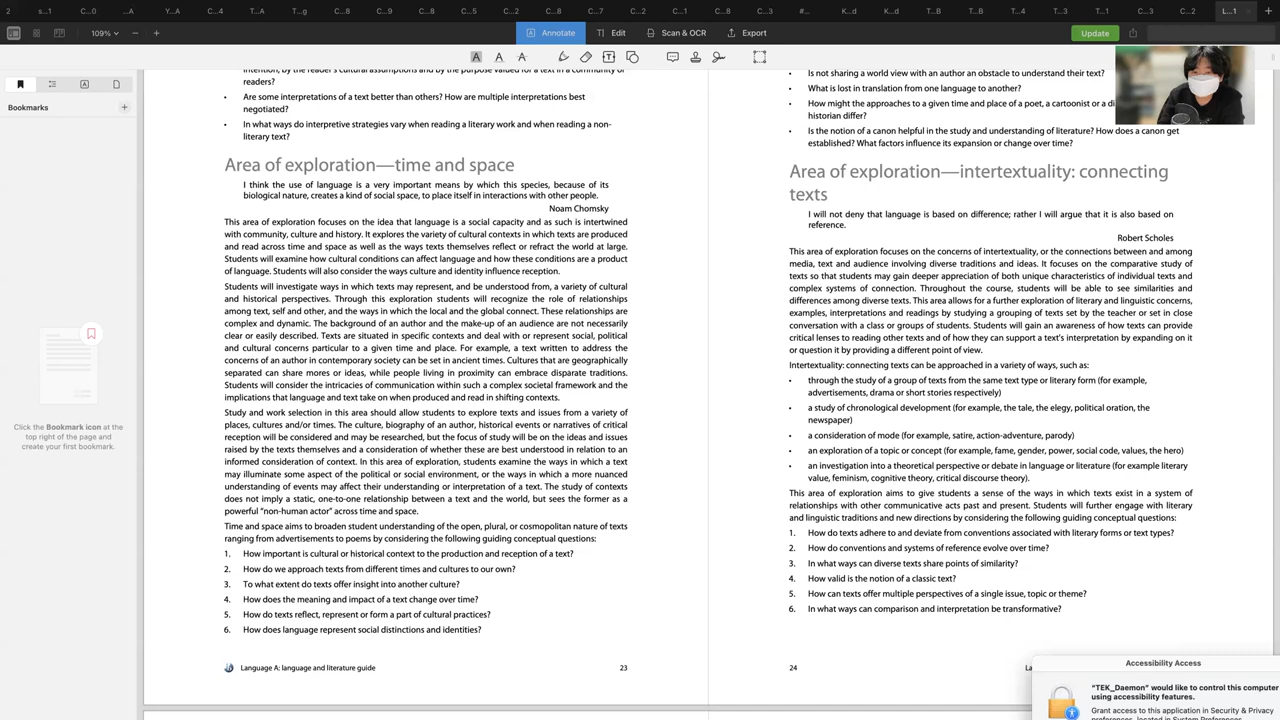 2
s...1
C...
...A
Y...
A...
C...4
T...
A...
C...
T...
C...7
C...2
C...1
C...3
#...
K...
D...
0...
B...
T...
T...4
C...
C...3
C...2
L...1
109%
Annotate
Edit
Scan & OCR
Export
Update
Bookmarks
Click the Bookmark icon at the
top right of the page and
create your first bookmark.
intention, by the reader's cultural assumptions and by the purpose valued for a text in a community of
readers?
• Are some interpretations of a text better than others? How are multiple interpretations best
negotiated?
• In what ways do interpretive strategies vary when reading a literary work and when reading a non-
literary text?
Area of exploration—time and space
I think the use of language is a very important means by which this species, because of its
biological nature, creates a kind of social space, to place itself in interactions with other people.
Noam Chomsky
This area of exploration focuses on the idea that language is a social capacity and as such is intertwined
with community, culture and history. It explores the variety of cultural contexts in which texts are produced
and read across time and space as well as the ways texts themselves reflect or refract the world at large.
Students will examine how cultural conditions can affect language and how these conditions are a product
of language. Students will also consider the ways culture and identity influence reception.
Students will investigate ways in which texts may represent, and be understood from, a variety of cultural
and historical perspectives. Through this exploration students will recognize the role of relationships
among text, self and other, and the ways in which the local and the global connect. These relationships are
complex and dynamic. The background of an author and the make-up of an audience are not necessarily
clear or easily described. Texts are situated in specific contexts and deal with or represent social, political
and cultural concerns particular to a given time and place. For example, a text written to address the
concerns of an author in contemporary society can be set in ancient times. Cultures that are geographically
separated can share mores or ideas, while people living in proximity can embrace disparate traditions.
Students will consider the intricacies of communication within such a complex societal framework and the
implications that language and text take on when produced and read in shifting contexts.
Study and work selection in this area should allow students to explore texts and issues from a variety of
places, cultures and/or times. The culture, biography of an author, historical events or narratives of critical
reception will be considered and may be researched, but the focus of study will be on the ideas and issues
raised by the texts themselves and a consideration of whether these are best understood in relation to an
informed consideration of context. In this area of exploration, students examine the ways in which a text
may illuminate some aspect of the political or social environment, or the ways in which a more nuanced
understanding of events may affect their understanding or interpretation of a text. The study of contexts
does not imply a static, one-to-one relationship between a text and the world, but sees the former as a
powerful "non-human actor" across time and space.
Time and space aims to broaden student understanding of the open, plural, or cosmopolitan nature of texts
ranging from advertisements to poems by considering the following guiding conceptual questions:
1. How important is cultural or historical context to the production and reception of a text?
2. How do we approach texts from different times and cultures to our own?
3. To what extent do texts offer insight into another culture?
4. How does the meaning and impact of a text change over time?
5. How do texts reflect, represent or form a part of cultural practices?
6. How does language represent social distinctions and identities?
Language A: language and literature guide
23
• Is not sharing a world view with an author an obstacle to understand their text?
• What is lost in translation from one language to another?
• How might the approaches to a given time and place of a poet, a cartoonist or a di
historian differ?
• Is the notion of a canon helpful in the study and understanding of literature? How does a canon get
established? What factors influence its expansion or change over time?
Area of exploration—intertextuality: connecting
texts
I will not deny that language is based on difference; rather I will argue that it is also based on
reference.
Robert Scholes
This area of exploration focuses on the concerns of intertextuality, or the connections between and among
media, text and audience involving diverse traditions and ideas. It focuses on the comparative study of
texts so that students may gain deeper appreciation of both unique characteristics of individual texts and
complex systems of connection. Throughout the course, students will be able to see similarities and
differences among diverse texts. This area allows for a further exploration of literary and linguistic concerns,
examples, interpretations and readings by studying a grouping of texts set by the teacher or set in close
conversation with a class or groups of students. Students will gain an awareness of how texts can provide
critical lenses to reading other texts and of how they can support a text's interpretation by expanding on it
or question it by providing a different point of view.
Intertextuality: connecting texts can be approached in a variety of ways, such as:
• through the study of a group of texts from the same text type or literary form (for example,
advertisements, drama or short stories respectively)
• a study of chronological development (for example, the tale, the elegy, political oration, the
newspaper)
• a consideration of mode (for example, satire, action-adventure, parody)
• an exploration of a topic or concept (for example, fame, gender, power, social code, values, the hero)
• an investigation into a theoretical perspective or debate in language or literature (for example literary
value, feminism, cognitive theory, critical discourse theory).
This area of exploration aims to give students a sense of the ways in which texts exist in a system of
relationships with other communicative acts past and present. Students will further engage with literary
and linguistic traditions and new directions by considering the following guiding conceptual questions:
1. How do texts adhere to and deviate from conventions associated with literary forms or text types?
2. How do conventions and systems of reference evolve over time?
3. In what ways can diverse texts share points of similarity?
4. How valid is the notion of a classic text?
5. How can texts offer multiple perspectives of a single issue, topic or theme?
6. In what ways can comparison and interpretation be transformative?
24
La
Accessibility Access
"TEK_Daemon" would like to control this computer
using accessibility features.
Grant access to this application in Security & Privacy